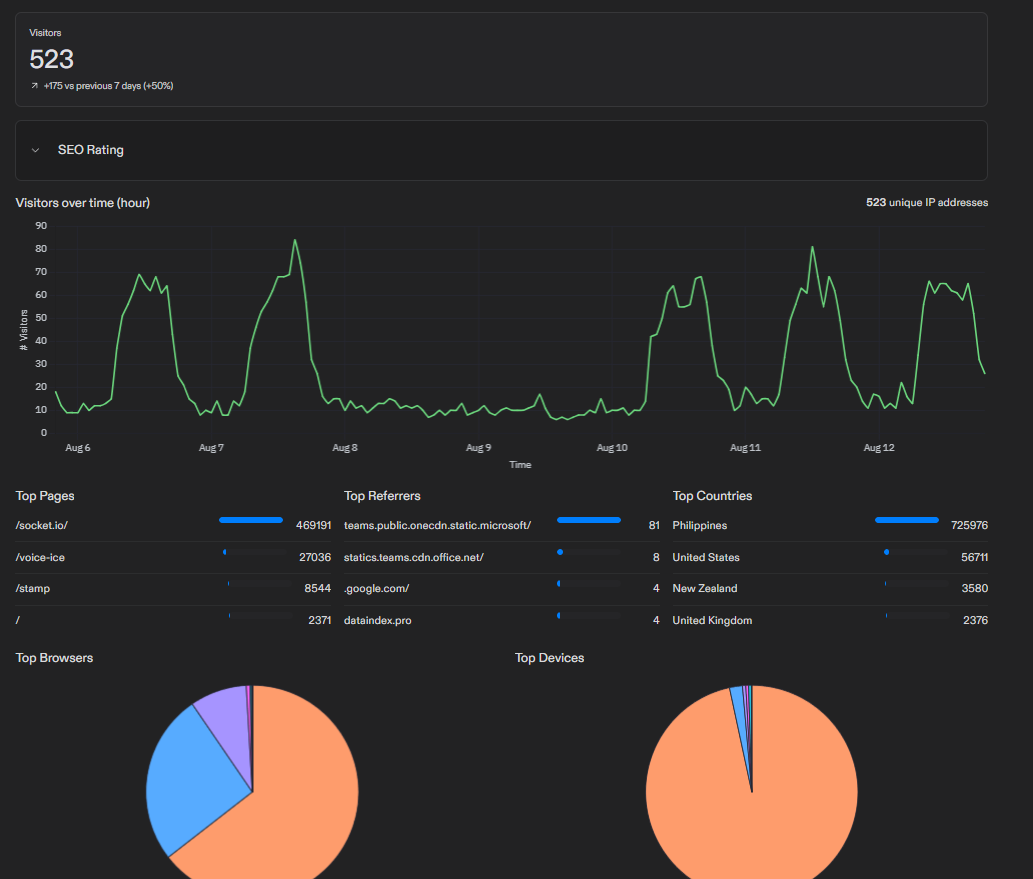 Visitors
523
+175 vs previous 7 days (+50%)
SEO Rating
Visitors over time (hour)
523 unique IP addresses
90
80
70
60
50
40
30
20
10
0
# Visitors
Aug 6
Aug 7
Aug 8
Aug 9
Aug 10
Aug 11
Aug 12
Time
Top Pages
/socket.io/ 469191
/voice-ice 27036
/stamp 8544
/ 2371
Top Referrers
teams.public.onecdn.static.microsoft/ 81
statics.teams.cdn.office.net/ 8
.google.com/ 4
dataindex.pro 4
Top Countries
Philippines 725976
United States 56711
New Zealand 3580
United Kingdom 2376
Top Browsers
Top Devices